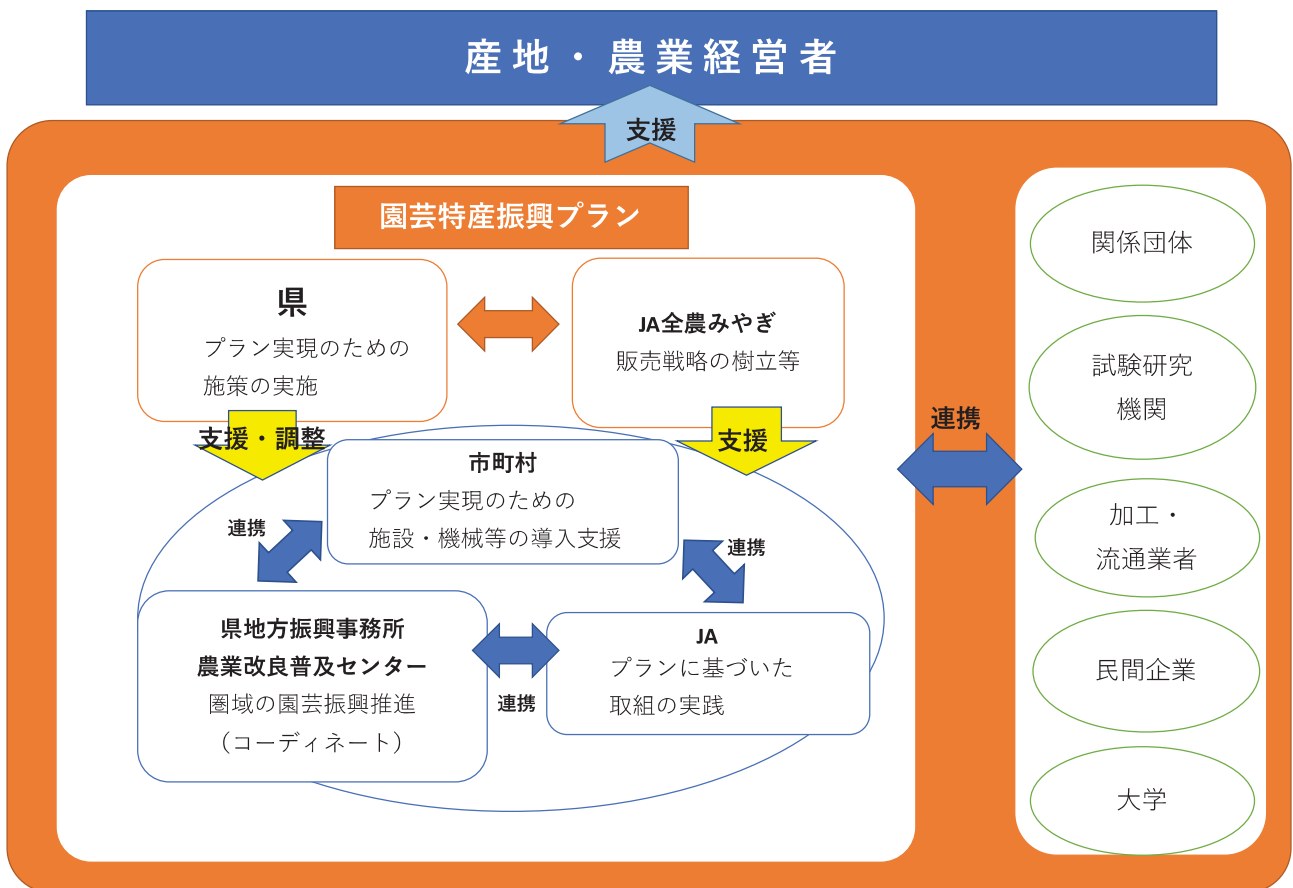 産地・農業経営者
支援
園芸特産振興プラン
県
プラン実現のための
施策の実施
JA全農みやぎ
販売戦略の樹立等
支援・調整
支援
市町村
プラン実現のための
施設・機械等の導入支援
連携
連携
県地方振興事務所
農業改良普及センター
圏域の園芸振興推進
（コーディネート）
連携
JA
プランに基づいた
取組の実践
連携
関係団体
試験研究
機関
加工・
流通業者
民間企業
大学